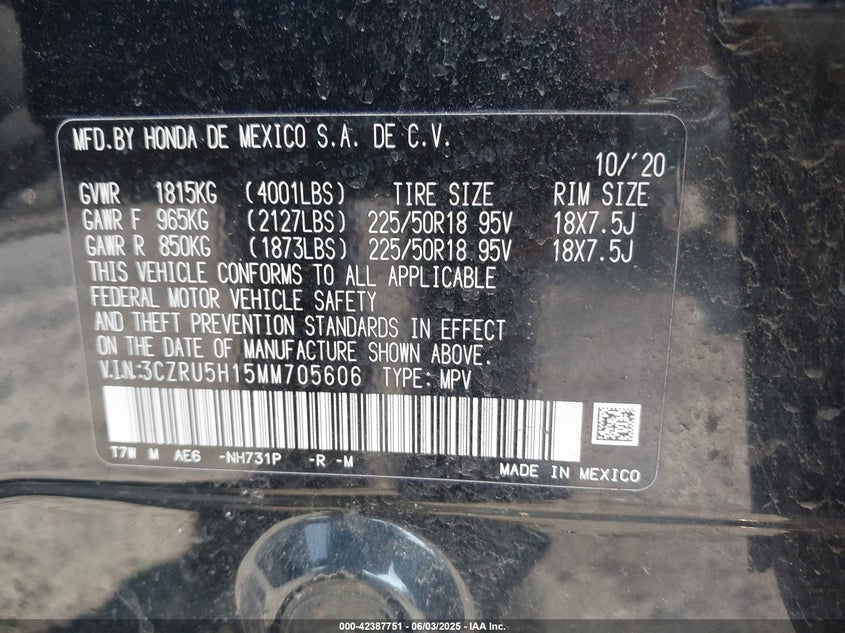 MFD.BY HONDA DE MEXICO S.A. DE C.V.
10/'20
GVWR 1815KG (4001LBS) TIRE SIZE RIM SIZE
GAWR F 965KG (2127LBS) 225/50R18 95V 18X7.5J
GAWR R 850KG (1873LBS) 225/50R18 95V 18X7.5J
THIS VEHICLE CONFORMS TO ALL APPLICABLE
FEDERAL MOTOR VEHICLE SAFETY
AND THEFT PREVENTION STANDARDS IN EFFECT
ON THE DATE OF MANUFACTURE SHOWN ABOVE.
V.I.N:3CZRU5H15MM705606 TYPE: MPV
T7W M AE6 -NH731P -R -M
MADE IN MEXICO
000-42387751 - 06/03/2025 - IAA Inc.